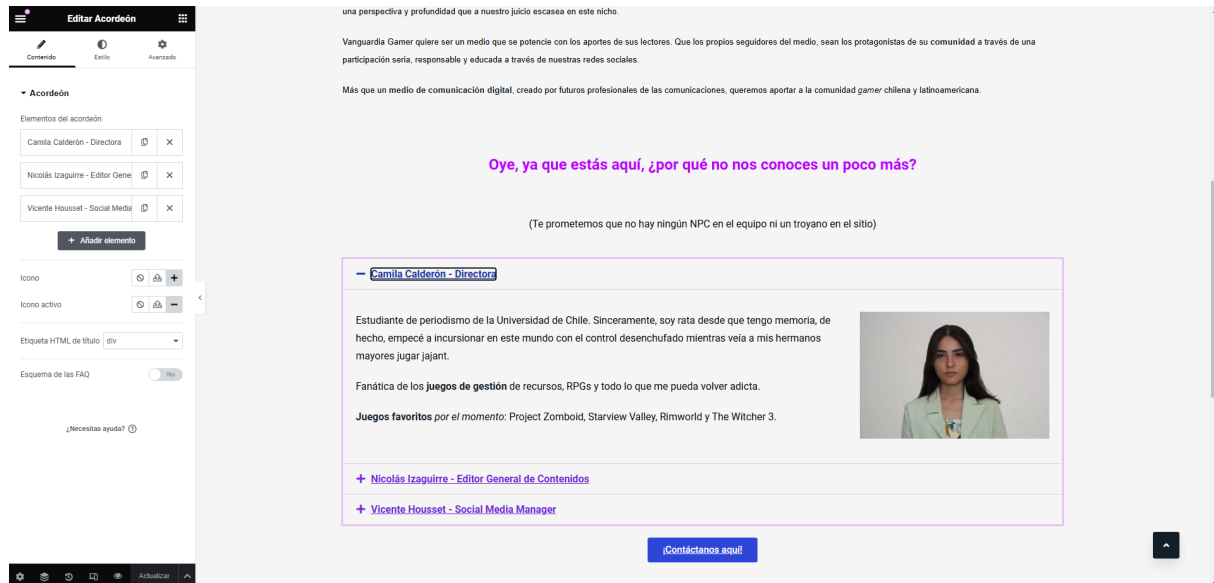 Editar Acordeón
Contenido
Estilo
Avanzado
Acordeón
Elementos del acordeón
Camila Calderón - Directora
Nicolás Izaguirre - Editor Gene
Vicente Housset - Social Media
+ Añadir elemento
Icono
Icono activo
Etiqueta HTML de título div
Esquema de las FAQ No
¿Necesitas ayuda?
Actualizar
una perspectiva y profundidad que a nuestro juicio escasea en este nicho.
Vanguardia Gamer quiere ser un medio que se potencie con los aportes de sus lectores. Que los propios seguidores del medio, sean los protagonistas de su comunidad a través de una
participación seria, responsable y educada a través de nuestras redes sociales.
Más que un medio de comunicación digital, creado por futuros profesionales de las comunicaciones, queremos aportar a la comunidad gamer chilena y latinoamericana.
Oye, ya que estás aquí, ¿por qué no nos conoces un poco más?
(Te prometemos que no hay ningún NPC en el equipo ni un troyano en el sitio)
Camila Calderón - Directora
Estudiante de periodismo de la Universidad de Chile. Sinceramente, soy rata desde que tengo memoria, de
hecho, empecé a incursionar en este mundo con el control desenchufado mientras veía a mis hermanos
mayores jugar jajant.
Fanática de los juegos de gestión de recursos, RPGs y todo lo que me pueda volver adicta.
Juegos favoritos por el momento: Project Zomboid, Starview Valley, Rimworld y The Witcher 3.
Nicolás Izaguirre - Editor General de Contenidos
Vicente Housset - Social Media Manager
¡Contáctanos aquí!